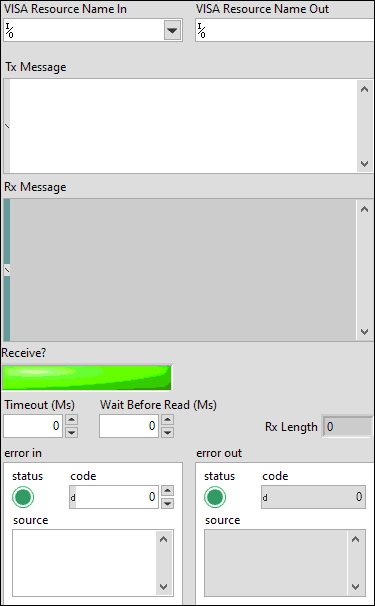 VISA Resource Name In VISA Resource Name Out
I/O I/O
Tx Message
\
Rx Message
\
Receive?
Timeout (Ms) Wait Before Read (Ms)
0 0 Rx Length 0
error in error out
status code status code
d 0 d 0
source source